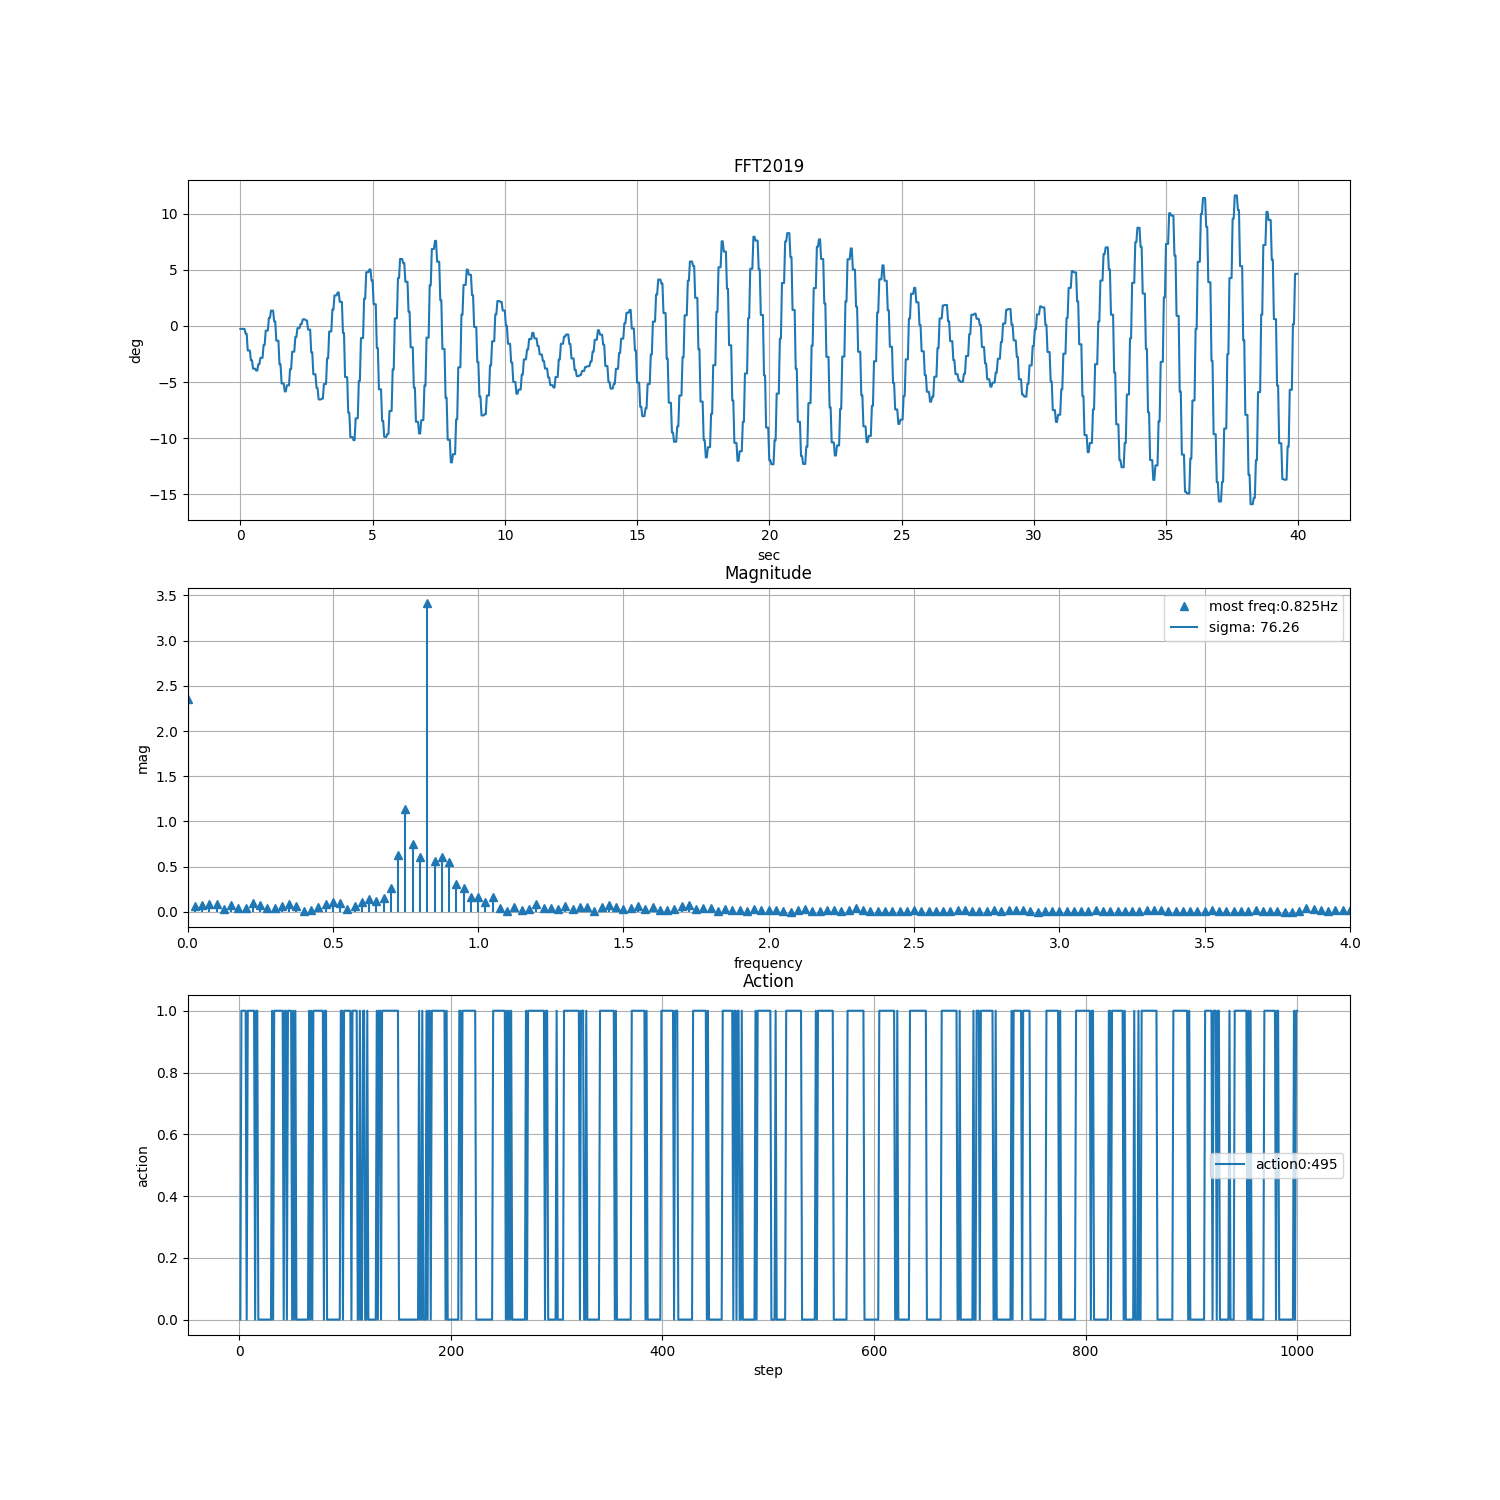 FFT2019
10
5
0
−5
−10
−15
deg
0 5 10 15 20 25 30 35 40
sec
Magnitude
3.5
3.0
2.5
2.0
1.5
1.0
0.5
0.0
mag
most freq:0.825Hz
sigma: 76.26
0.0 0.5 1.0 1.5 2.0 2.5 3.0 3.5 4.0
frequency
Action
1.0
0.8
0.6
0.4
0.2
0.0
action
action0:495
0 200 400 600 800 1000
step